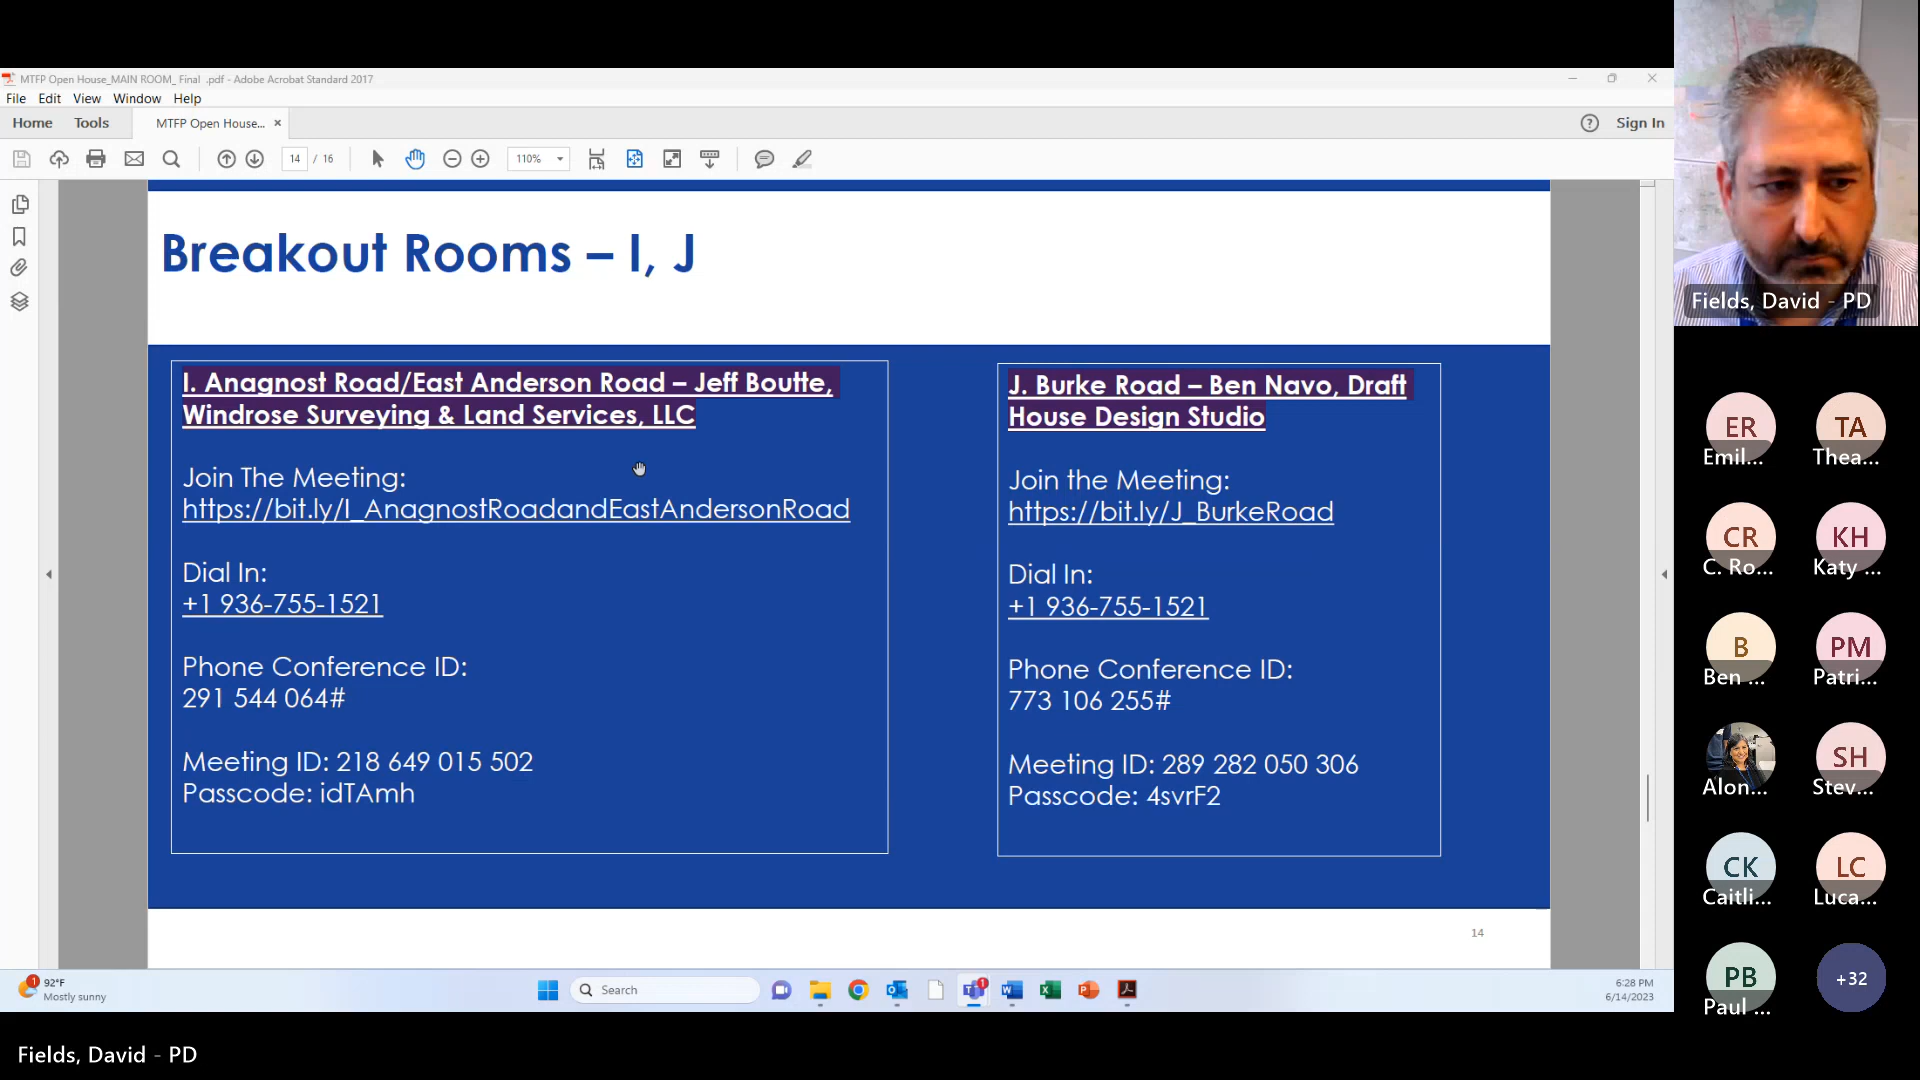 MTFP Open House_MAIN ROOM_ Final .pdf - Adobe Acrobat Standard 2017
File Edit View Window Help
Home Tools MTFP Open House... × ? Sign In
14 / 16 110%
Breakout Rooms – I, J
I. Anagnost Road/East Anderson Road – Jeff Boutte,
Windrose Surveying & Land Services, LLC
Join The Meeting:
https://bit.ly/I_AnagnostRoadandEastAndersonRoad
Dial In:
+1 936-755-1521
Phone Conference ID:
291 544 064#
Meeting ID: 218 649 015 502
Passcode: idTAmh
J. Burke Road – Ben Navo, Draft
House Design Studio
Join the Meeting:
https://bit.ly/J_BurkeRoad
Dial In:
+1 936-755-1521
Phone Conference ID:
773 106 255#
Meeting ID: 289 282 050 306
Passcode: 4svrF2
14
1
92°F
Mostly sunny
Search
1
6:28 PM
6/14/2023
Fields, David - PD
Fields, David - PD
ER
Emil...
TA
Thea...
CR
C. Ro...
KH
Katy ...
B
Ben ...
PM
Patri...
Alon...
SH
Stev...
CK
Caitli...
LC
Luca...
PB
Paul ...
+32